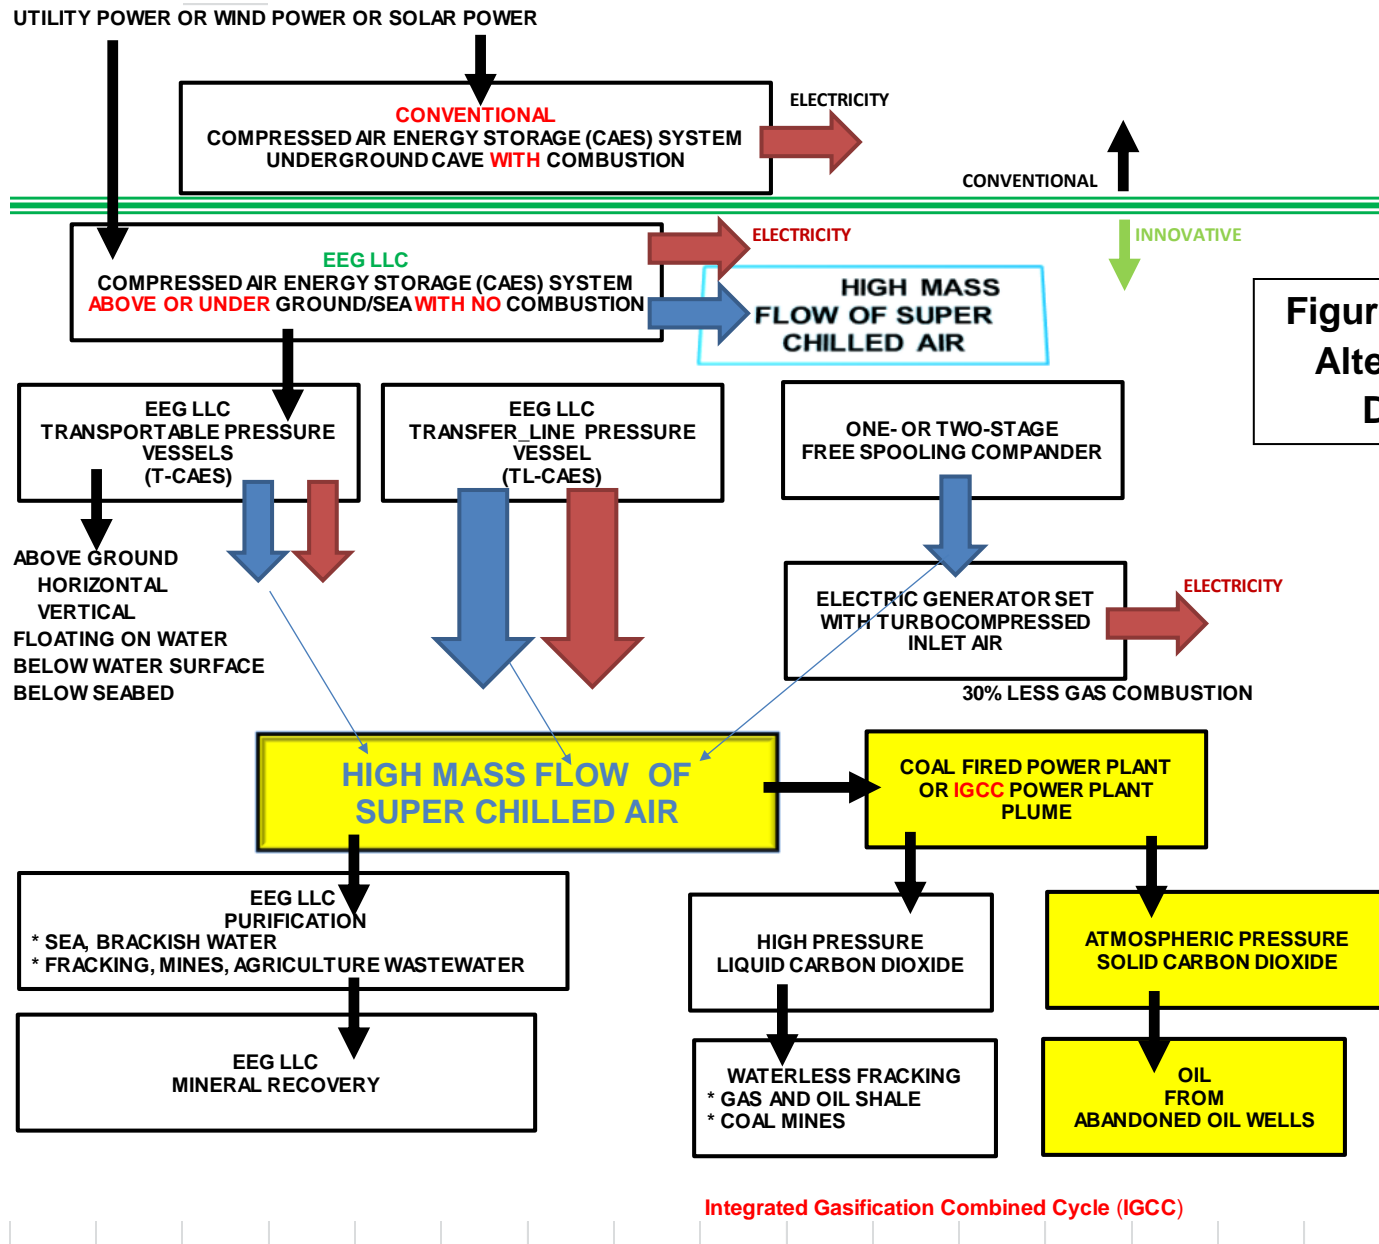 UTILITY POWER OR WIND POWER OR SOLAR POWER
CONVENTIONAL
COMPRESSED AIR ENERGY STORAGE (CAES) SYSTEM
UNDERGROUND CAVE WITH COMBUSTION
ELECTRICITY
CONVENTIONAL
INNOVATIVE
EEG LLC
COMPRESSED AIR ENERGY STORAGE (CAES) SYSTEM
ABOVE OR UNDER GROUND/SEA WITH NO COMBUSTION
ELECTRICITY
HIGH MASS
FLOW OF SUPER
CHILLED AIR
Figur
Alte
D
EEG LLC
TRANSPORTABLE PRESSURE
VESSELS
(T-CAES)
EEG LLC
TRANSFER_LINE PRESSURE
VESSEL
(TL-CAES)
ONE- OR TWO-STAGE
FREE SPOOLING COMPANDER
ABOVE GROUND
HORIZONTAL
VERTICAL
FLOATING ON WATER
BELOW WATER SURFACE
BELOW SEABED
ELECTRIC GENERATOR SET
WITH TURBOCOMPRESSED
INLET AIR
ELECTRICITY
30% LESS GAS COMBUSTION
HIGH MASS FLOW OF
SUPER CHILLED AIR
COAL FIRED POWER PLANT
OR IGCC POWER PLANT
PLUME
EEG LLC
PURIFICATION
* SEA, BRACKISH WATER
* FRACKING, MINES, AGRICULTURE WASTEWATER
HIGH PRESSURE
LIQUID CARBON DIOXIDE
ATMOSPHERIC PRESSURE
SOLID CARBON DIOXIDE
EEG LLC
MINERAL RECOVERY
WATERLESS FRACKING
* GAS AND OIL SHALE
* COAL MINES
OIL
FROM
ABANDONED OIL WELLS
Integrated Gasification Combined Cycle (IGCC)